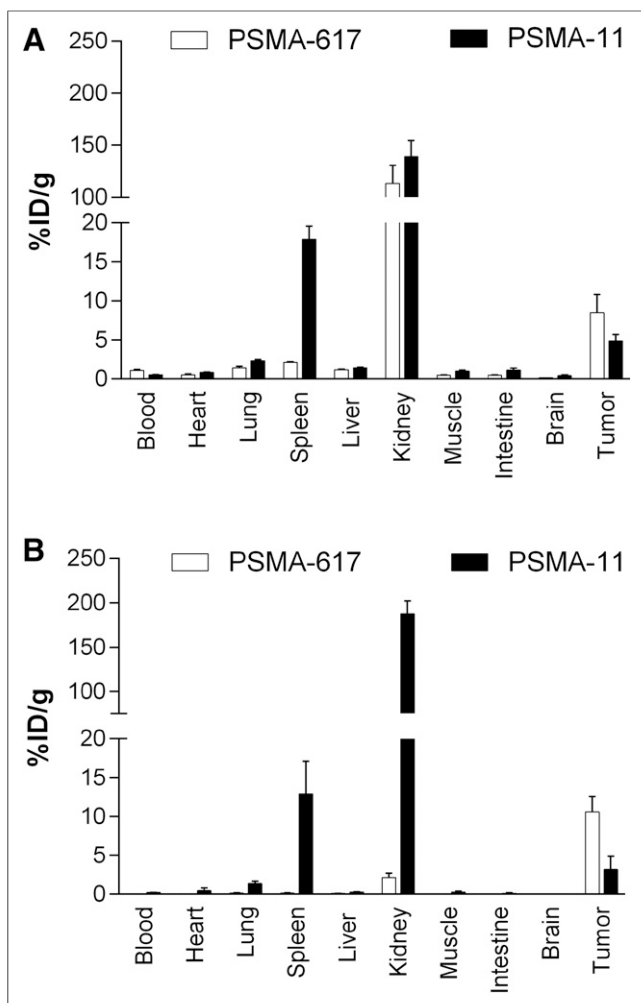 A
PSMA-617 PSMA-11
250
200
150
100
20
15
10
5
0
%ID/g
Blood Heart Lung Spleen Liver Kidney Muscle Intestine Brain Tumor
B
PSMA-617 PSMA-11
250
200
150
100
20
15
10
5
0
%ID/g
Blood Heart Lung Spleen Liver Kidney Muscle Intestine Brain Tumor